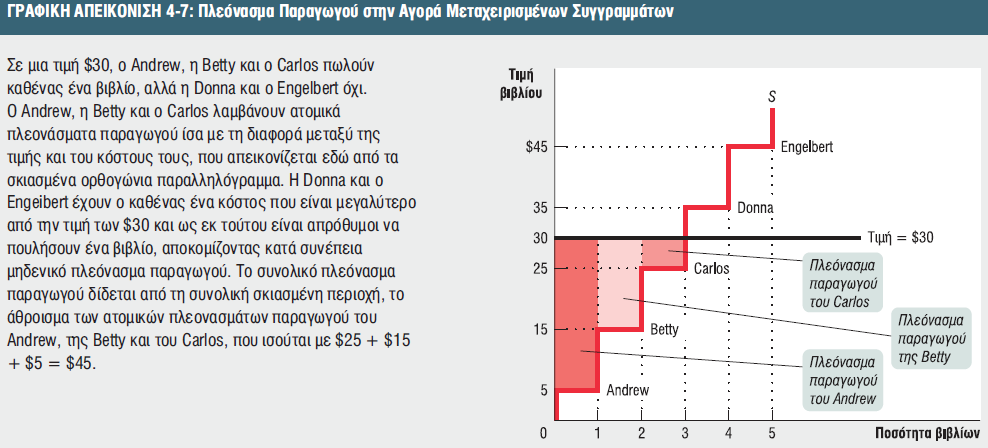 ΓΡΑΦΙΚΗ ΑΠΕΙΚΟΝΙΣΗ 4-7: Πλεόνασμα Παραγωγού στην Αγορά Μεταχειρισμένων Συγγραμμάτων
Σε μια τιμή $30, ο Andrew, η Betty και ο Carlos πωλούν
καθένας ένα βιβλίο, αλλά η Donna και ο Engelbert όχι.
Ο Andrew, η Betty και ο Carlos λαμβάνουν ατομικά
πλεονάσματα παραγωγού ίσα με τη διαφορά μεταξύ της
τιμής και του κόστους τους, που απεικονίζεται εδώ από τα
σκιασμένα ορθογώνια παραλληλόγραμμα. Η Donna και ο
Engeibert έχουν ο καθένας ένα κόστος που είναι μεγαλύτερο
από την τιμή των $30 και ως εκ τούτου είναι απρόθυμοι να
πουλήσουν ένα βιβλίο, αποκομίζοντας κατά συνέπεια
μηδενικό πλεόνασμα παραγωγού. Το συνολικό πλεόνασμα
παραγωγού δίδεται από τη συνολική σκιασμένη περιοχή, το
άθροισμα των ατομικών πλεονασμάτων παραγωγού του
Andrew, της Betty και του Carlos, που ισούται με $25 + $15
+ $5 = $45.
Τιμή
βιβλίου
S
$45
Engelbert
35
Donna
30
Τιμή = $30
25
Carlos
Πλεόνασμα
παραγωγού
του Carlos
15
Betty
Πλεόνασμα
παραγωγού
της Betty
5
Andrew
Πλεόνασμα
παραγωγού
του Andrew
0 1 2 3 4 5 Ποσότητα βιβλίων